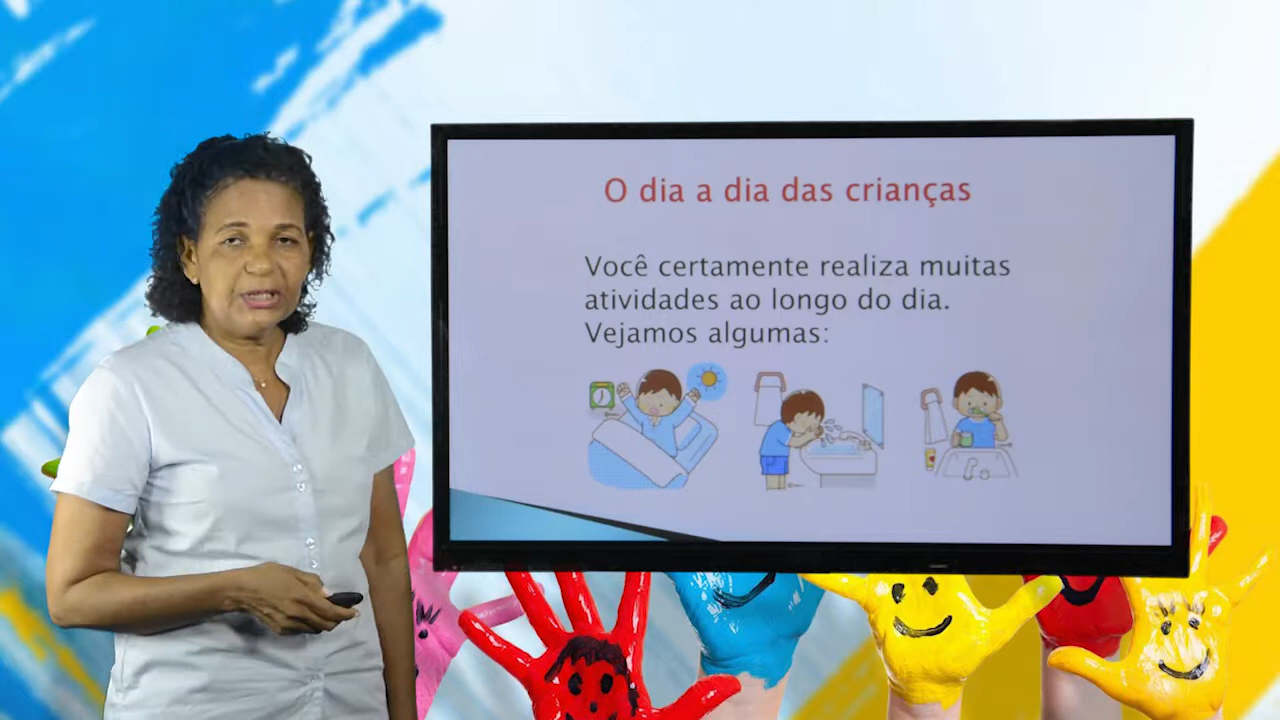 O dia a dia das crianças
Você certamente realiza muitas
atividades ao longo do dia.
Vejamos algumas: